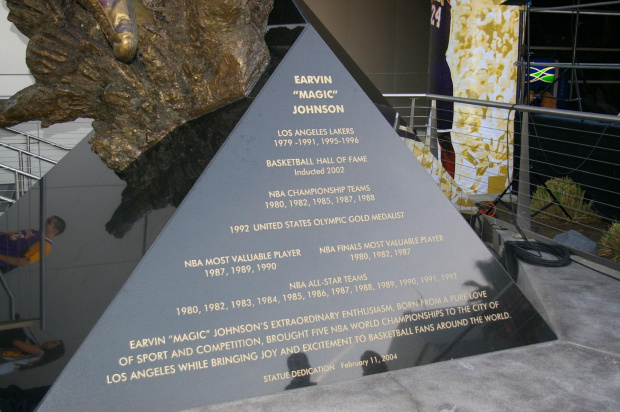 24
EARVIN
"MAGIC"
JOHNSON
LOS ANGELES LAKERS
1979 -1991, 1995-1996
BASKETBALL HALL OF FAME
Inducted 2002
NBA CHAMPIONSHIP TEAMS
1980, 1982, 1985, 1987, 1988
1992 UNITED STATES OLYMPIC GOLD MEDALIST
NBA MOST VALUABLE PLAYER
1987, 1989, 1990
NBA FINALS MOST VALUABLE PLAYER
1980, 1982, 1987
NBA ALL-STAR TEAMS
1980, 1982, 1983, 1984, 1985, 1986, 1987, 1988, 1989, 1990, 1991, 1992
EARVIN "MAGIC" JOHNSON'S EXTRAORDINARY ENTHUSIASM, BORN FROM A PURE LOVE
OF SPORT AND COMPETITION, BROUGHT FIVE NBA WORLD CHAMPIONSHIPS TO THE CITY OF
LOS ANGELES WHILE BRINGING JOY AND EXCITEMENT TO BASKETBALL FANS AROUND THE WORLD.
STATUE DEDICATION February 11, 2004